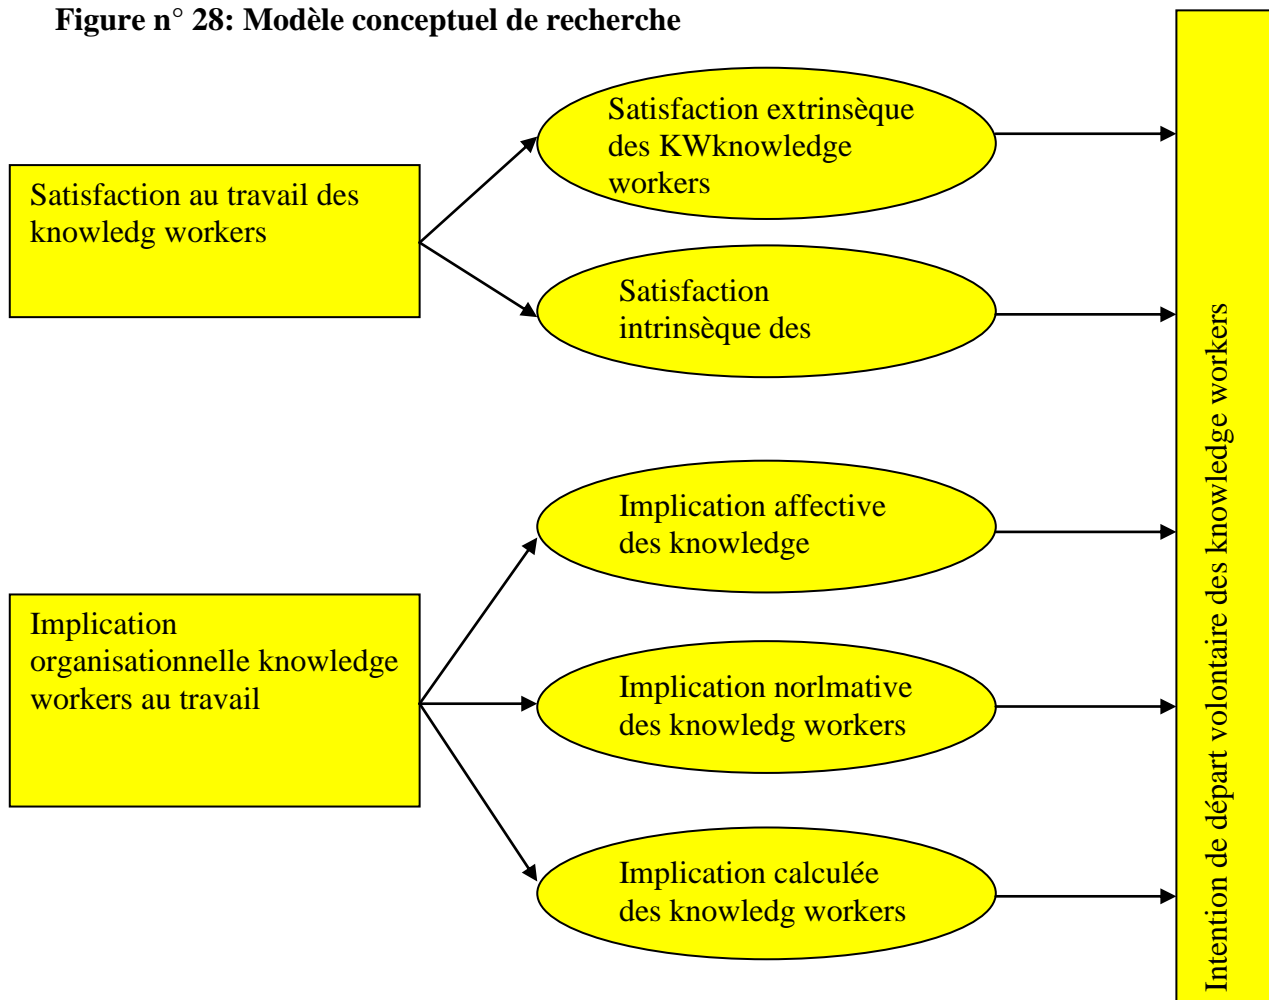 Figure n° 28: Modèle conceptuel de recherche
Satisfaction extrinsèque
des KWknowledge
workers
Satisfaction au travail des
knowledg workers
Satisfaction
intrinsèque des
Implication affective
des knowledge
Implication
organisationnelle knowledge
workers au travail
Implication norlmative
des knowledg workers
Implication calculée
des knowledg workers
Intention de départ volontaire des knowledge workers